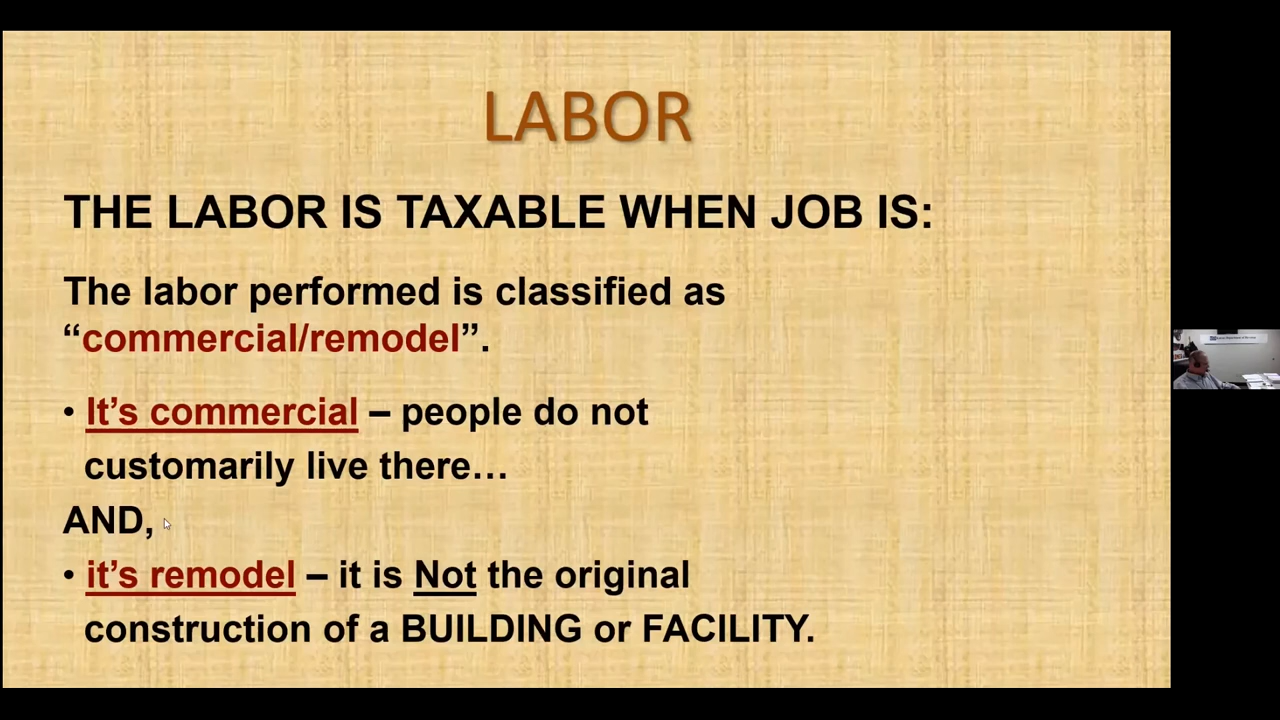 LABOR
THE LABOR IS TAXABLE WHEN JOB IS:
The labor performed is classified as
“commercial/remodel”.
• It’s commercial – people do not
customarily live there…
AND,
• it’s remodel – it is Not the original
construction of a BUILDING or FACILITY.